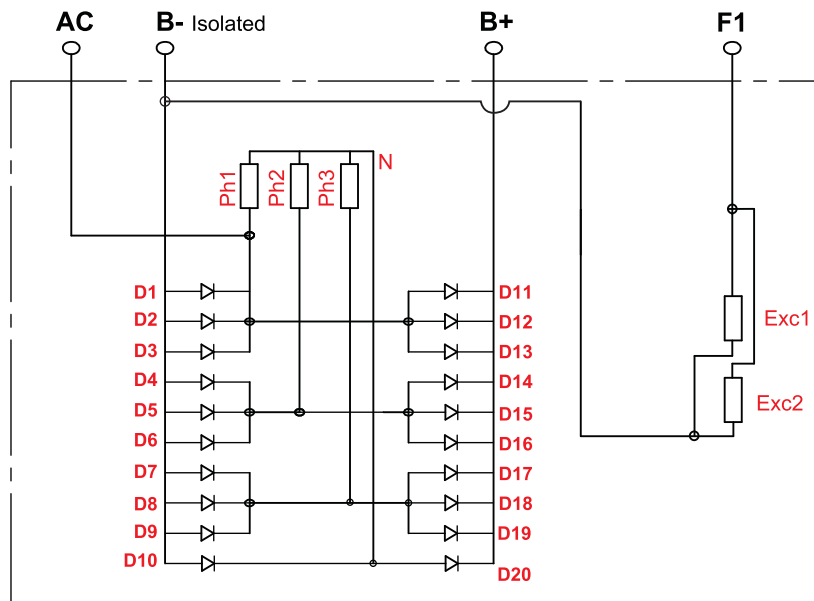 AC B- Isolated B+ F1
N
Ph1 Ph2 Ph3
D1 D11
D2 D12
Exc1
D3 D13
D4 D14
Exc2
D5 D15
D6 D16
D7 D17
D8 D18
D9 D19
D10 D20